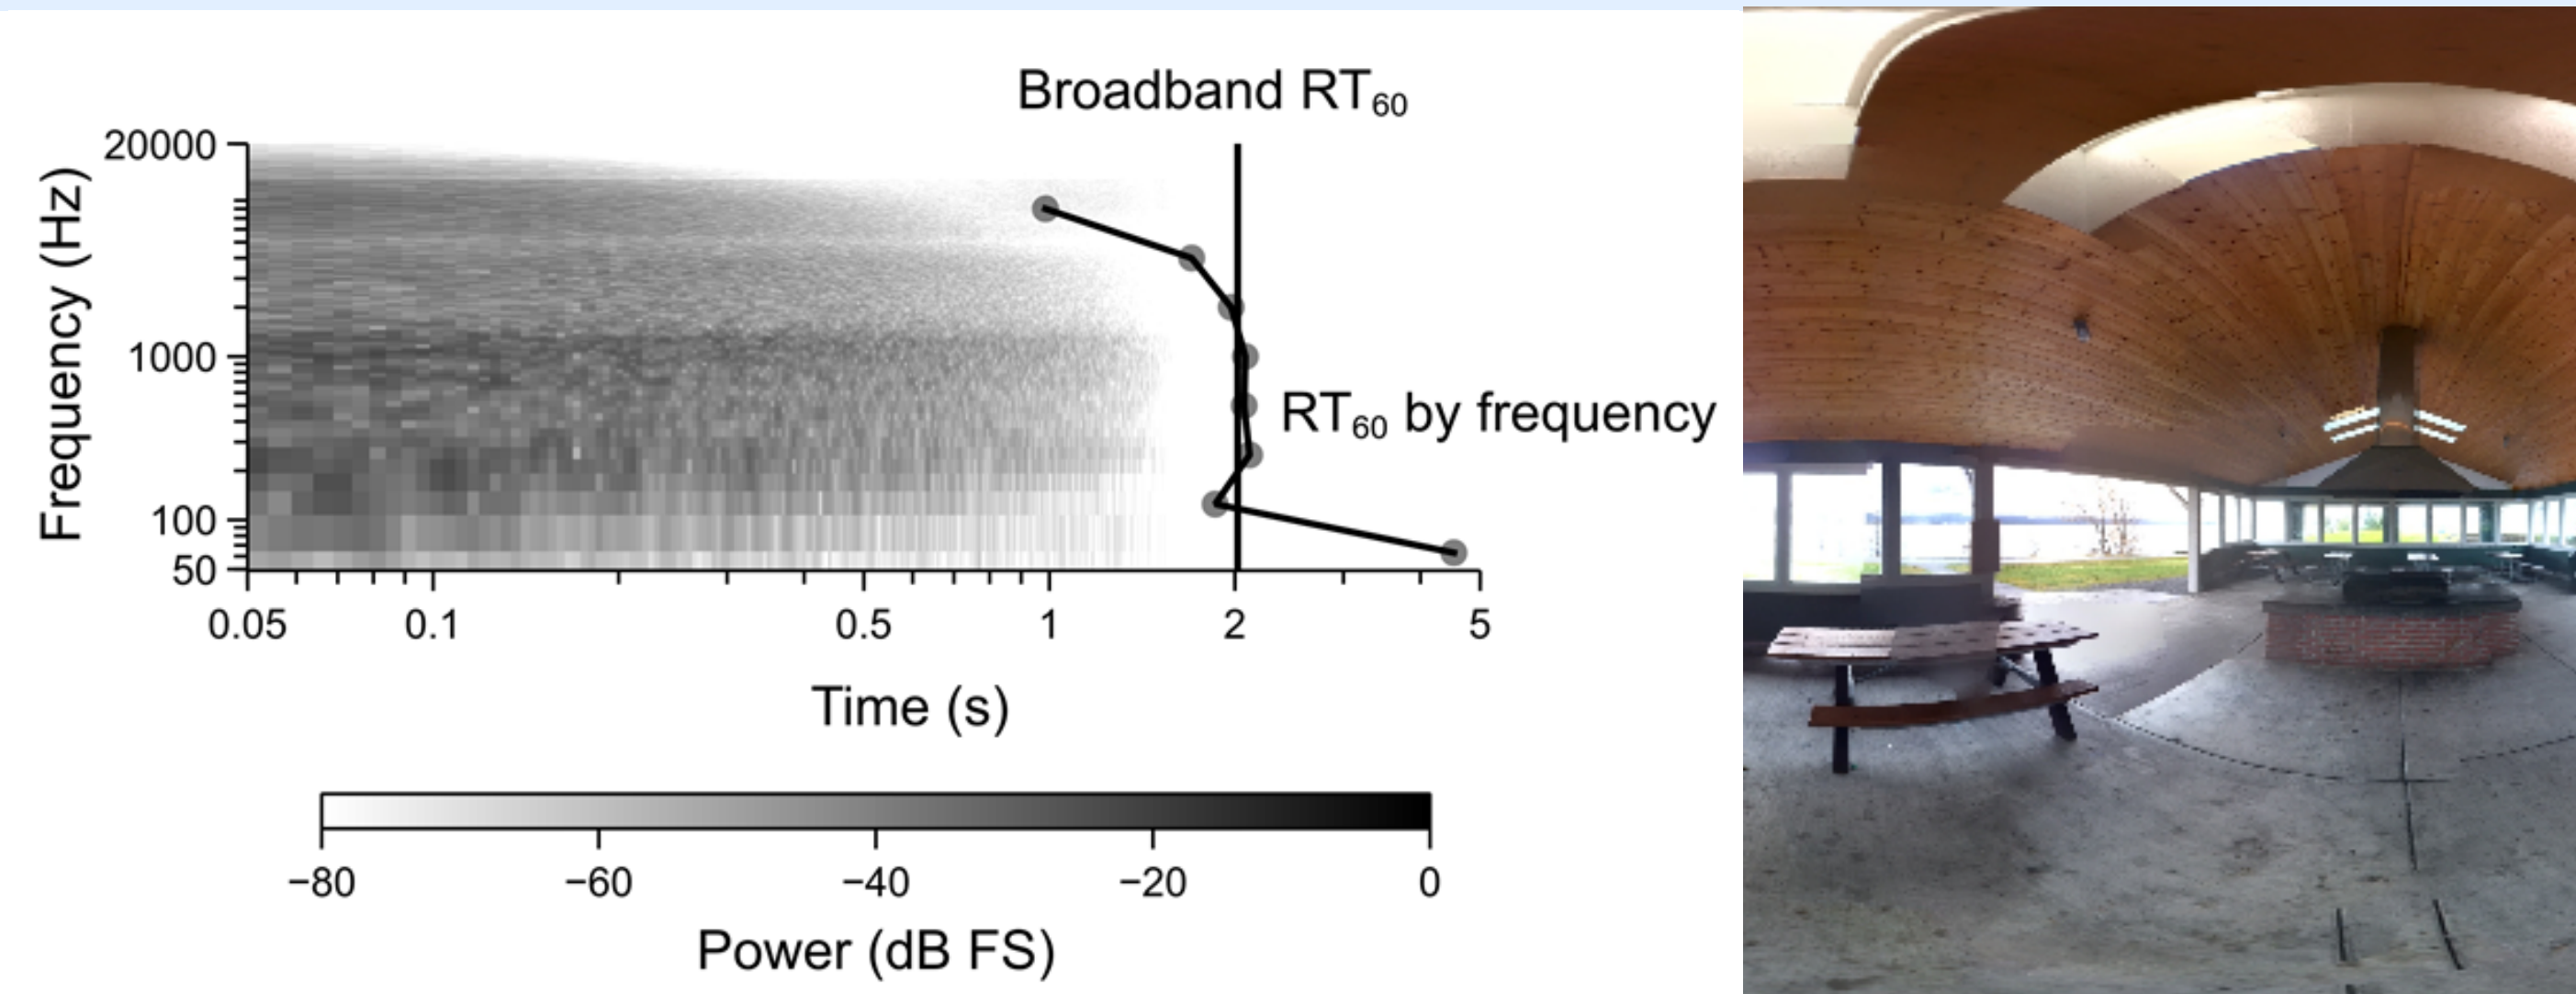 Broadband RT₆₀
20000
1000
100
50
Frequency (Hz)
RT₆₀ by frequency
0.05 0.1 0.5 1 2 5
Time (s)
−80 −60 −40 −20 0
Power (dB FS)